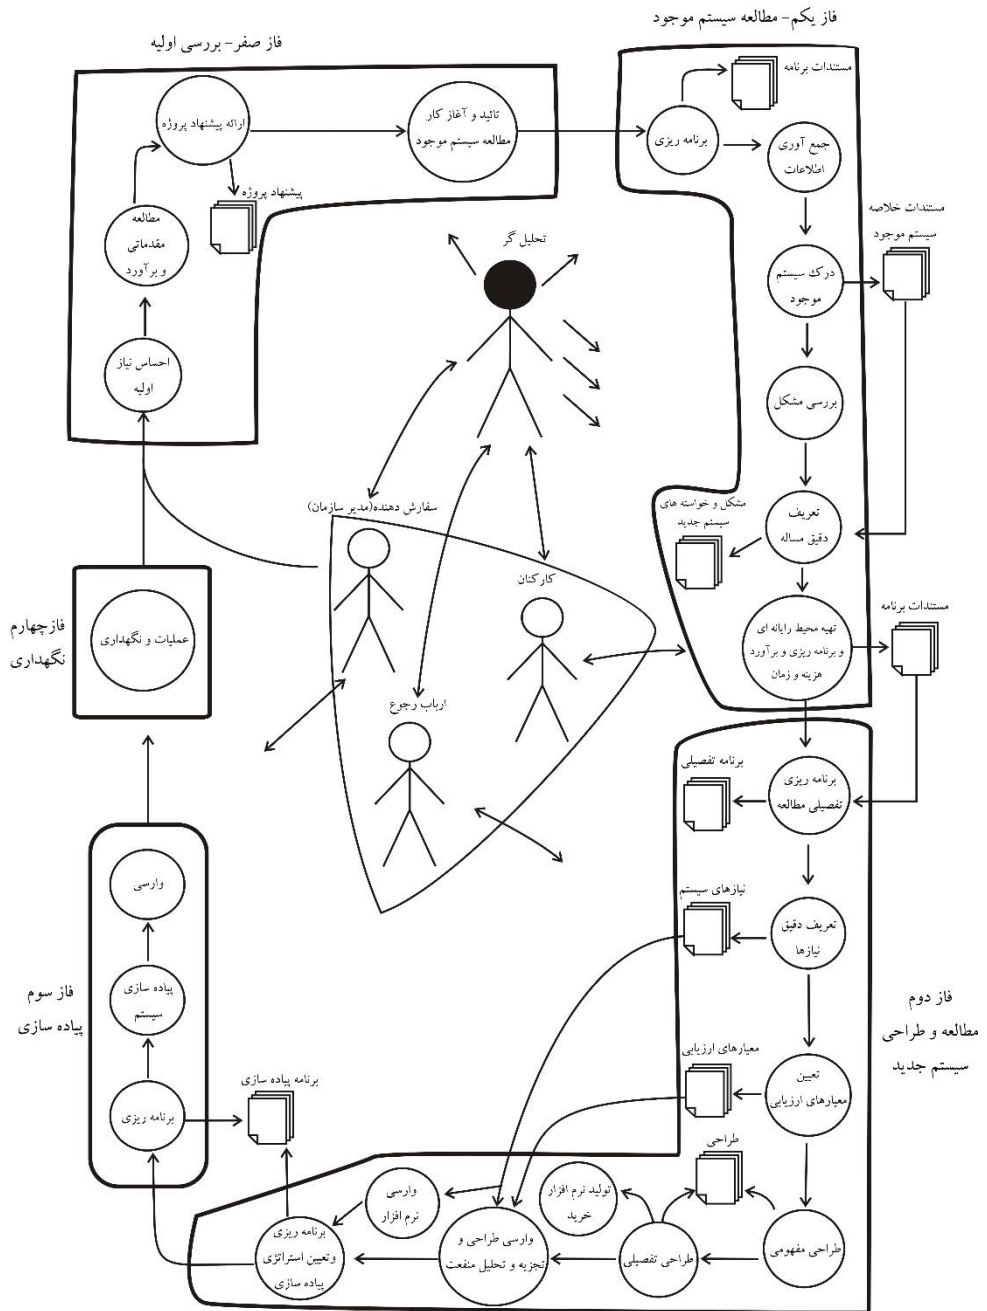 فاز صفر- بررسی اولیه
ارائه پیشنهاد پروژه
تائید و آغاز کار
مطالعه سیستم موجود
پیشنهاد پروژه
مطالعه
مقدماتی
و برآورد
احساس نیاز
اولیه
فاز یکم- مطالعه سیستم موجود
مستندات برنامه
برنامه ریزی
جمع آوری
اطلاعات
مستندات خلاصه
سیستم موجود
درک سیستم
موجود
بررسی مشکل
مشکل و خواسته های
سیستم جدید
تعریف
دقیق مساله
تهیه محیط رایانه ای
و برنامه ریزی و برآورد
هزینه و زمان
مستندات برنامه
تحلیل گر
سفارش دهنده(مدیر سازمان)
کارکنان
ارباب رجوع
فاز دوم
مطالعه و طراحی
سیستم جدید
برنامه تفصیلی
برنامه ریزی
تفصیلی مطالعه
نیازهای سیستم
تعریف دقیق
نیازها
معیارهای ارزیابی
تعیین
معیارهای ارزیابی
طراحی
طراحی مفهومی
طراحی تفصیلی
تولید نرم افزار
خرید
وارسی طراحی و
تجزیه و تحلیل منفعت
وارسی
نرم افزار
برنامه ریزی
وتعیین استراتژی
پیاده سازی
فاز سوم
پیاده سازی
برنامه پیاده سازی
برنامه ریزی
پیاده سازی
سیستم
وارسی
فازچهارم
نگهداری
عملیات و نگهداری